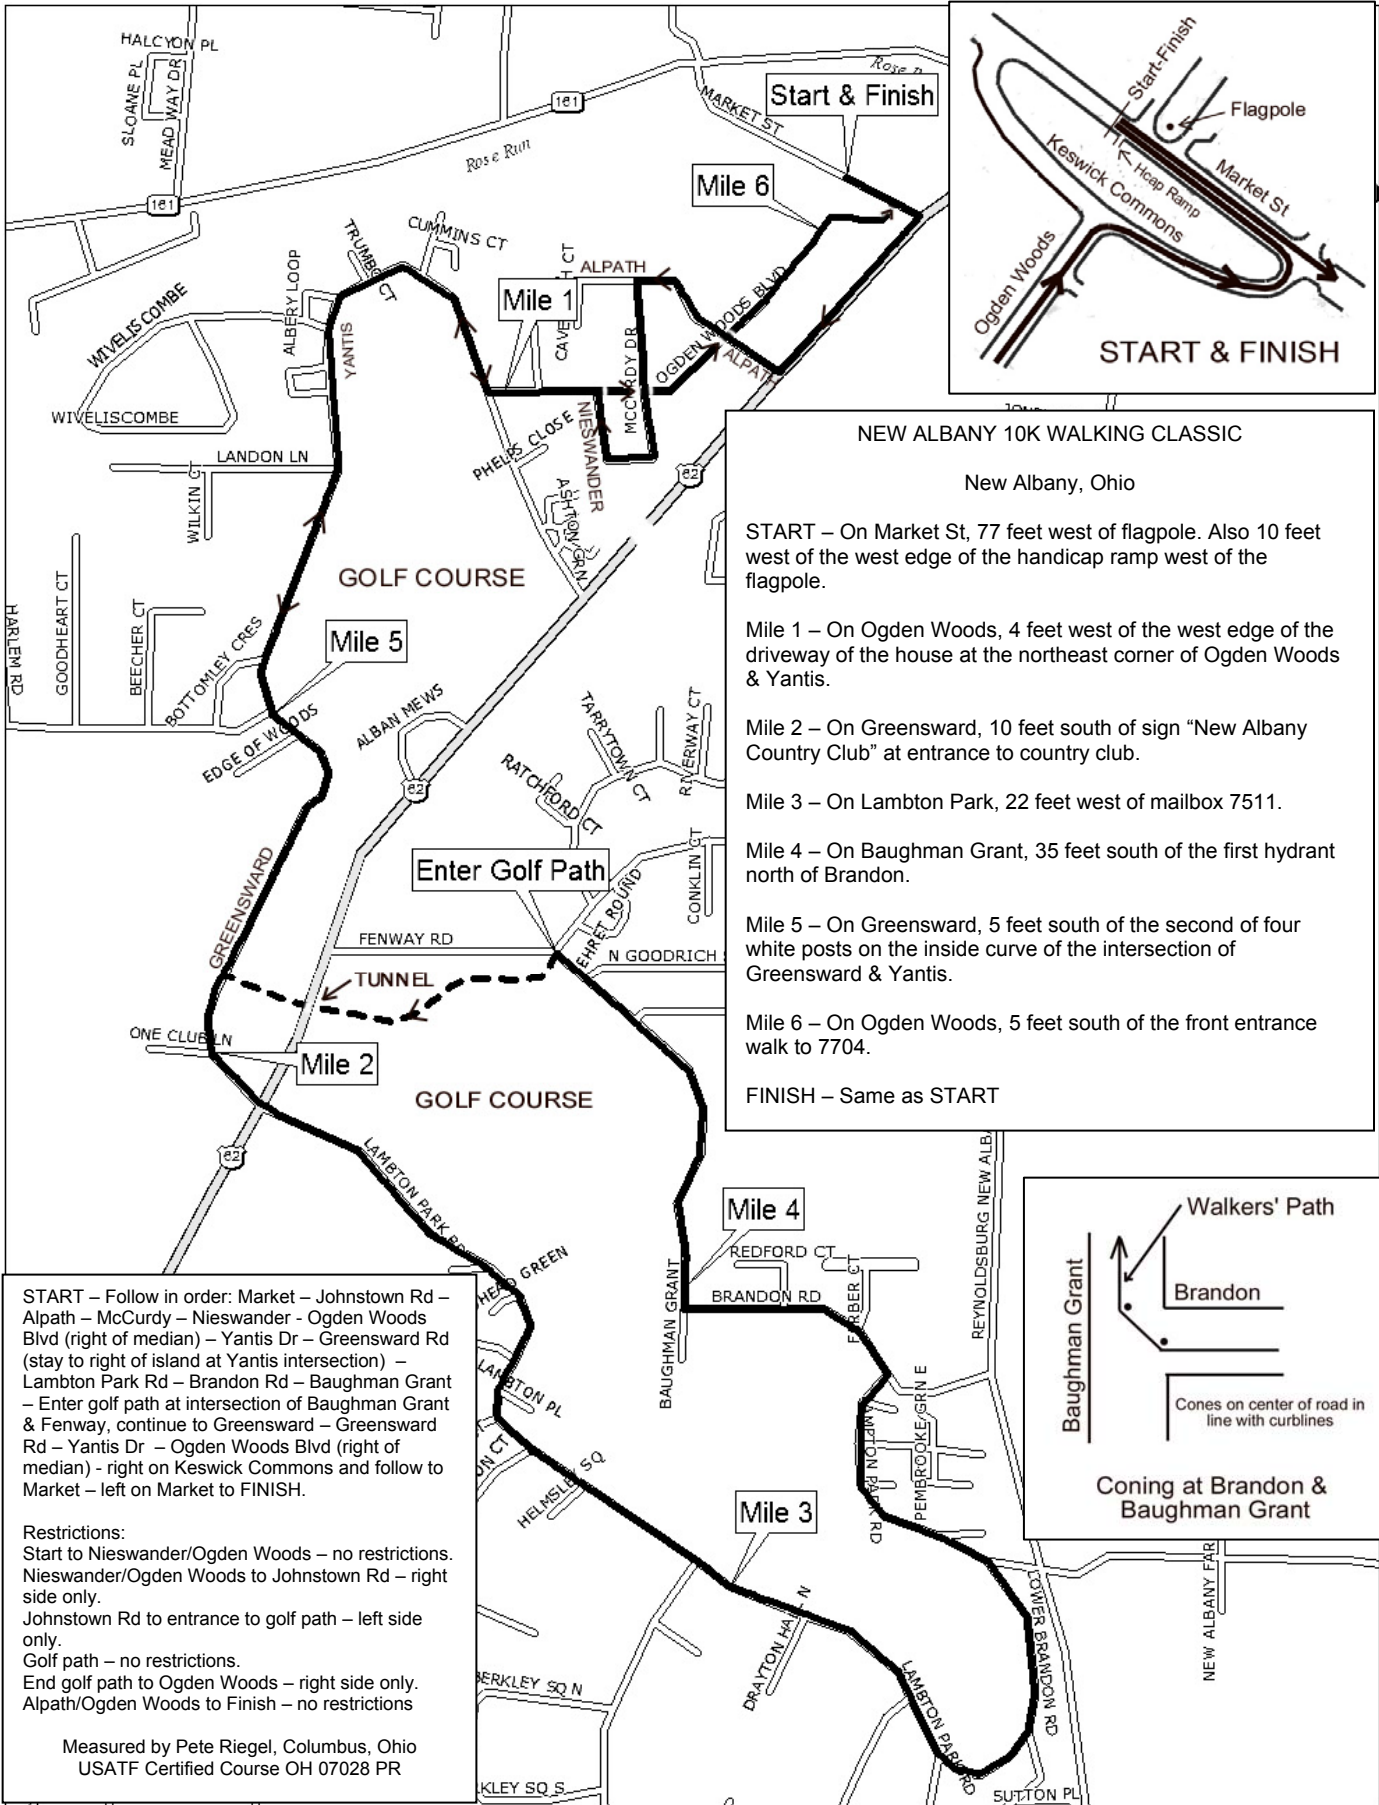 HALCYON PL
SLOANE PL
MEAD WAY DR
161
Rose Run
161
MARKET ST
Start & Finish
Mile 6
TRUMBO CT
CUMMINS CT
ALBERY LOOP
YANTIS
WIVELISCOMBE
WIVELISCOMBE
Mile 1
ALPATH
MCCURDY DR
OGDEN WOODS BLVD
ALPATH
NIESWANDER
PHELPS CLOSE
ASHTON GRN
62
LANDON LN
WILKIN CT
GOLF COURSE
HARLEM RD
GOODHEART CT
BEECHER CT
BOTTOMLEY CRES
Mile 5
EDGE OF WOODS
ALBAN MEWS
62
TARRYTOWN CT
RIVERWAY CT
RATCHFORD CT
CONKLIN CT
Enter Golf Path
EHRET ROUND
GREENSWARD
FENWAY RD
N GOODRICH
TUNNEL
ONE CLUB LN
Mile 2
GOLF COURSE
62
LAMBTON PARK RD
Mile 4
REDFORD CT
BRANDON RD
BAUGHMAN GRANT
REYNOLDSBURG NEW ALBA
HEAD GREEN
LAMBTON PL
HELMSLEY SQ
PEMBROOKE GRN E
LAMPTON PARK RD
Mile 3
DRAYTON HALL N
LAMBTON PARK RD
LOWER BRANDON RD
NEW ALBANY FAR
BERKLEY SQ N
KLEY SQ S
SUTTON PL
Start-Finish
Flagpole
Keswick Commons
Hcap Ramp
Market St
Ogden Woods
START & FINISH
NEW ALBANY 10K WALKING CLASSIC
New Albany, Ohio
START – On Market St, 77 feet west of flagpole. Also 10 feet
west of the west edge of the handicap ramp west of the
flagpole.
Mile 1 – On Ogden Woods, 4 feet west of the west edge of the
driveway of the house at the northeast corner of Ogden Woods
& Yantis.
Mile 2 – On Greensward, 10 feet south of sign “New Albany
Country Club” at entrance to country club.
Mile 3 – On Lambton Park, 22 feet west of mailbox 7511.
Mile 4 – On Baughman Grant, 35 feet south of the first hydrant
north of Brandon.
Mile 5 – On Greensward, 5 feet south of the second of four
white posts on the inside curve of the intersection of
Greensward & Yantis.
Mile 6 – On Ogden Woods, 5 feet south of the front entrance
walk to 7704.
FINISH – Same as START
Walkers' Path
Brandon
Baughman Grant
Cones on center of road in
line with curblines
Coning at Brandon &
Baughman Grant
START – Follow in order: Market – Johnstown Rd –
Alpath – McCurdy – Nieswander - Ogden Woods
Blvd (right of median) – Yantis Dr – Greensward Rd
(stay to right of island at Yantis intersection) –
Lambton Park Rd – Brandon Rd – Baughman Grant
– Enter golf path at intersection of Baughman Grant
& Fenway, continue to Greensward – Greensward
Rd – Yantis Dr – Ogden Woods Blvd (right of
median) - right on Keswick Commons and follow to
Market – left on Market to FINISH.
Restrictions:
Start to Nieswander/Ogden Woods – no restrictions.
Nieswander/Ogden Woods to Johnstown Rd – right
side only.
Johnstown Rd to entrance to golf path – left side
only.
Golf path – no restrictions.
End golf path to Ogden Woods – right side only.
Alpath/Ogden Woods to Finish – no restrictions
Measured by Pete Riegel, Columbus, Ohio
USATF Certified Course OH 07028 PR